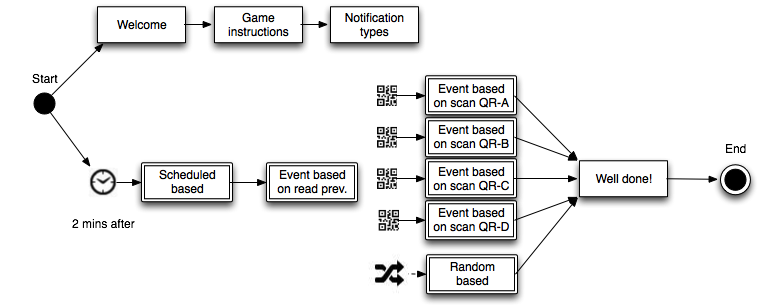 Welcome
Game
instructions
Notification
types
Start
Event based
on scan QR-A
Event based
on scan QR-B
End
Scheduled
based
Event based
on read prev.
Event based
on scan QR-C
Well done!
2 mins after
Event based
on scan QR-D
Random
based